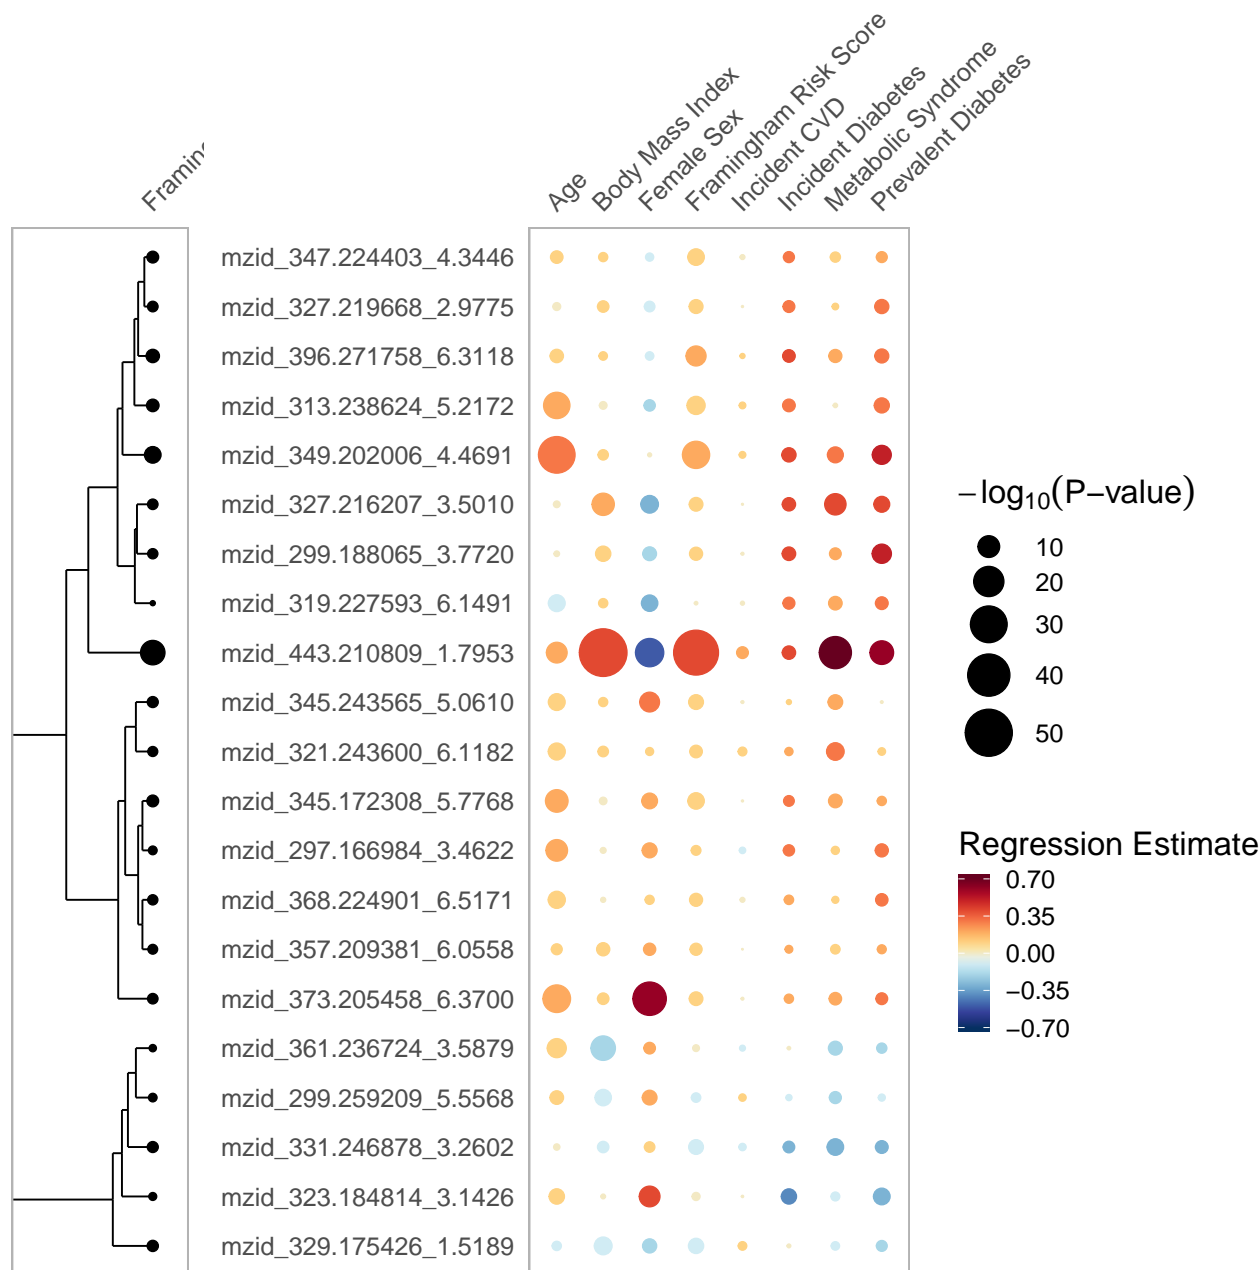 Age
Body Mass Index
Female Sex
Framingham Risk Score
Incident CVD
Incident Diabetes
Metabolic Syndrome
Prevalent Diabetes
mzid_347.224403_4.3446
mzid_327.219668_2.9775
mzid_396.271758_6.3118
mzid_313.238624_5.2172
mzid_349.202006_4.4691
mzid_327.216207_3.5010
mzid_299.188065_3.7720
mzid_319.227593_6.1491
mzid_443.210809_1.7953
mzid_345.243565_5.0610
mzid_321.243600_6.1182
mzid_345.172308_5.7768
mzid_297.166984_3.4622
mzid_368.224901_6.5171
mzid_357.209381_6.0558
mzid_373.205458_6.3700
mzid_361.236724_3.5879
mzid_299.259209_5.5568
mzid_331.246878_3.2602
mzid_323.184814_3.1426
mzid_329.175426_1.5189
−log₁₀(P−value)
10
20
30
40
50
Regression Estimate
0.70
0.35
0.00
−0.35
−0.70